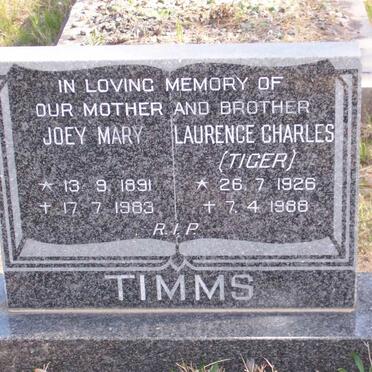 IN LOVING MEMORY OF
OUR MOTHER AND BROTHER
JOEY MARY
* 13 9 1891
† 17 7 1983
LAURENCE CHARLES
(TIGER)
* 26.7 1926
† 7.4 1988
R.I.P.
TIMMS